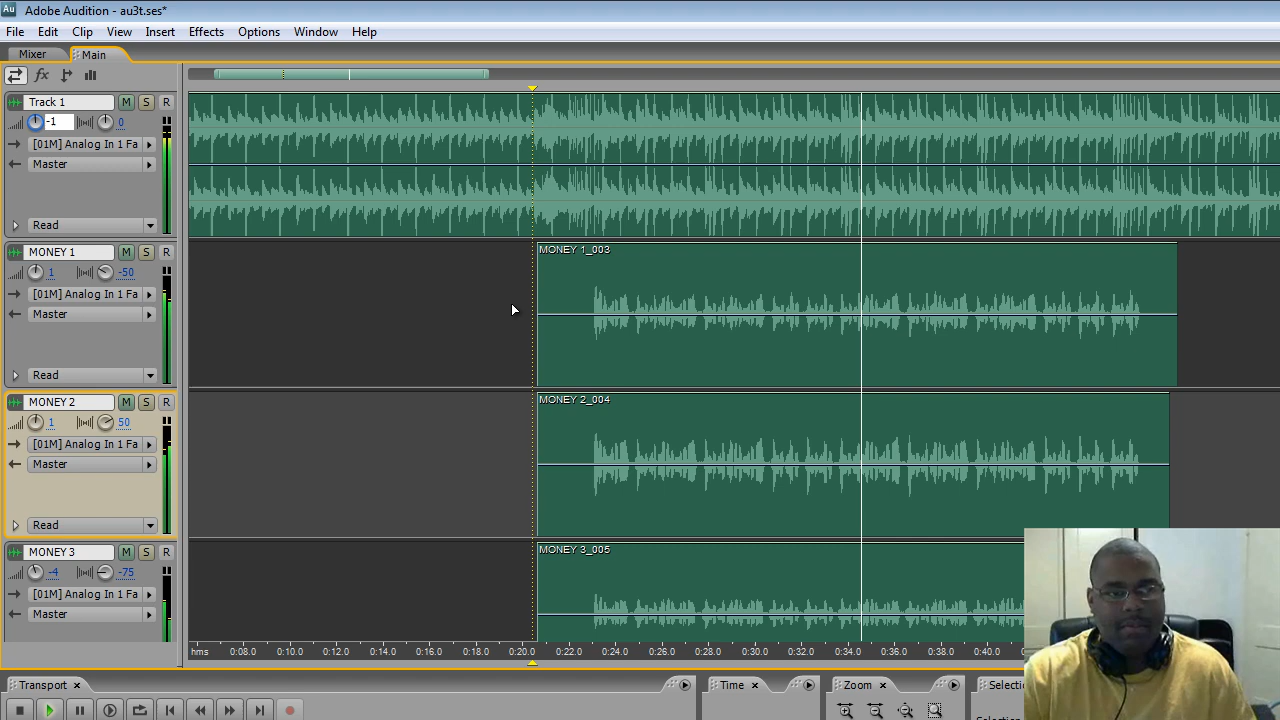 Au Adobe Audition - au3t.ses*
File Edit Clip View Insert Effects Options Window Help
Mixer Main
fx
Track 1 M S R
-1 0
[01M] Analog In 1 Fa
Master
Read
MONEY 1 M S R
1 -50
[01M] Analog In 1 Fa
Master
Read
MONEY 2 M S R
1 50
[01M] Analog In 1 Fa
Master
Read
MONEY 3 M S R
-4 -75
[01M] Analog In 1 Fa
Master
MONEY 1_003
MONEY 2_004
MONEY 3_005
hms 0:08.0 0:10.0 0:12.0 0:14.0 0:16.0 0:18.0 0:20.0 0:22.0 0:24.0 0:26.0 0:28.0 0:30.0 0:32.0 0:34.0 0:36.0 0:38.0 0:40.0
Transport x Time x Zoom x Selecti
Selection